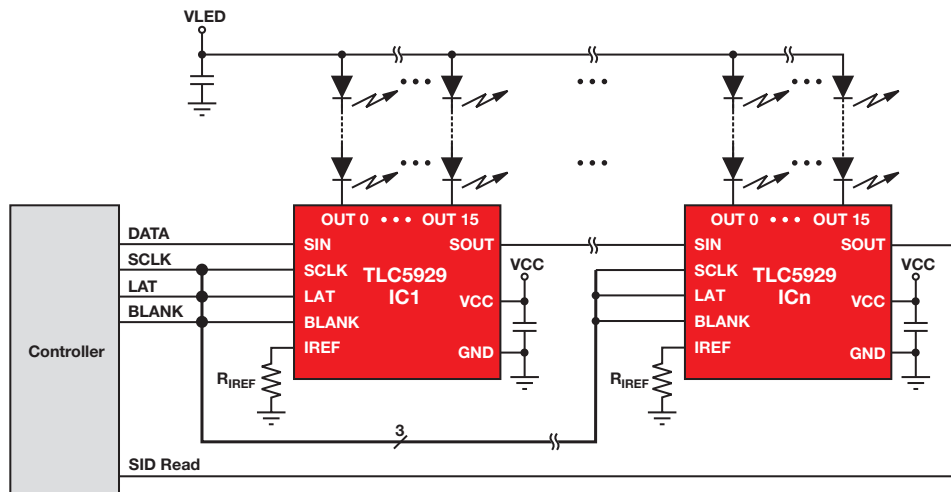 VLED
OUT 0 ••• OUT 15
OUT 0 ••• OUT 15
DATA
SIN
SOUT
SIN
SOUT
SCLK
SCLK
TLC5929
IC1
VCC
SCLK
TLC5929
ICn
VCC
LAT
LAT
VCC
LAT
VCC
BLANK
BLANK
BLANK
Controller
IREF
GND
IREF
GND
RIREF
RIREF
3
SID Read